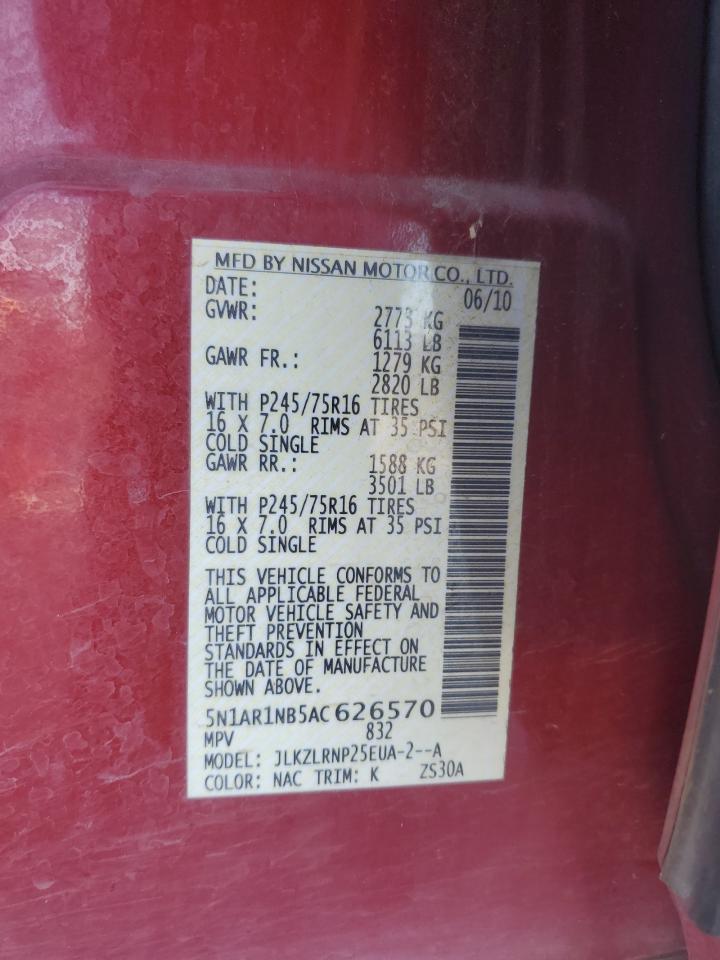 MFD BY NISSAN MOTOR CO., LTD.
DATE: 06/10
GVWR: 2773 KG
6113 LB
GAWR FR.: 1279 KG
2820 LB
WITH P245/75R16 TIRES
16 X 7.0 RIMS AT 35 PSI
COLD SINGLE
GAWR RR.: 1588 KG
3501 LB
WITH P245/75R16 TIRES
16 X 7.0 RIMS AT 35 PSI
COLD SINGLE
THIS VEHICLE CONFORMS TO
ALL APPLICABLE FEDERAL
MOTOR VEHICLE SAFETY AND
THEFT PREVENTION
STANDARDS IN EFFECT ON
THE DATE OF MANUFACTURE
SHOWN ABOVE.
5N1AR1NB5AC626570
MPV 832
MODEL: JLKZLRNP25EUA-2--A
COLOR: NAC TRIM: K ZS30A